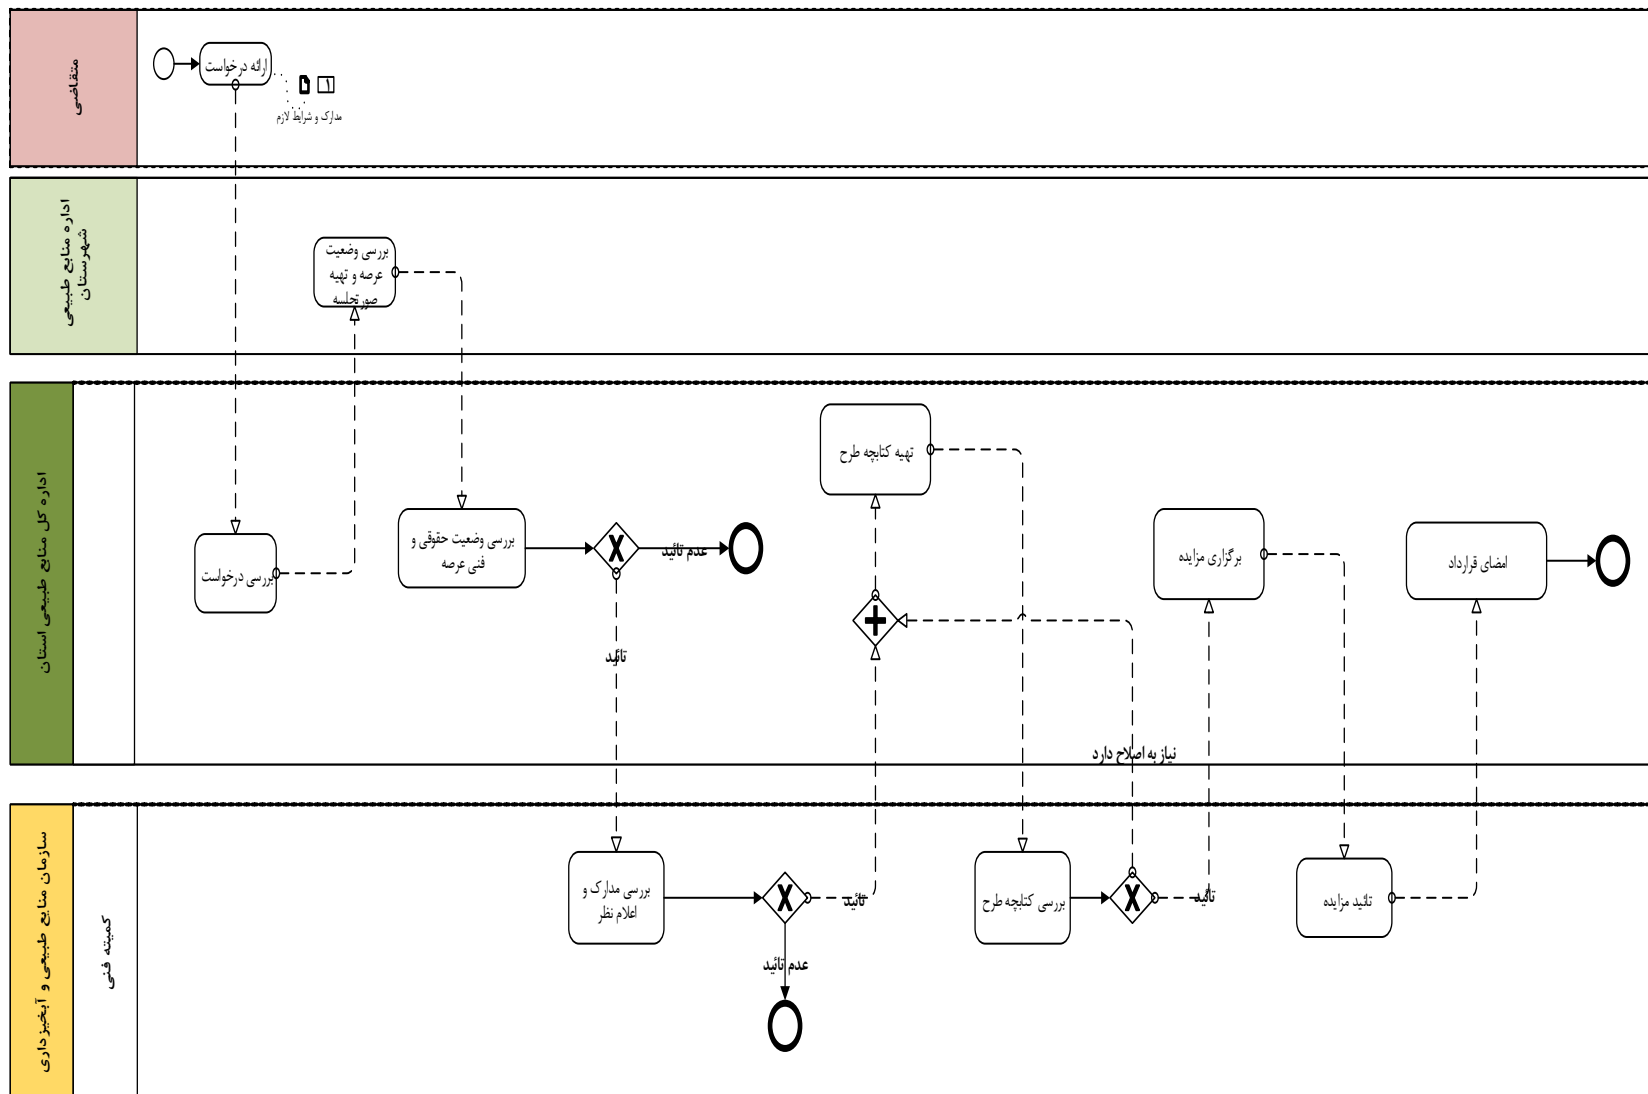 متقاضی
ارائه درخواست
۱
مدارک و شرایط لازم
اداره منابع طبیعی
شهرستان
بررسی وضعیت
عرصه و تهیه
صورتجلسه
اداره کل منابع طبیعی استان
بررسی درخواست
بررسی وضعیت حقوقی و
فنی عرصه
عدم تائید
تائید
تهیه کتابچه طرح
نیاز به اصلاح دارد
برگزاری مزایده
امضای قرارداد
سازمان منابع طبیعی و آبخیزداری
کمیته فنی
بررسی مدارک و
اعلام نظر
تائید
عدم تائید
بررسی کتابچه طرح
تائید
تائید مزایده